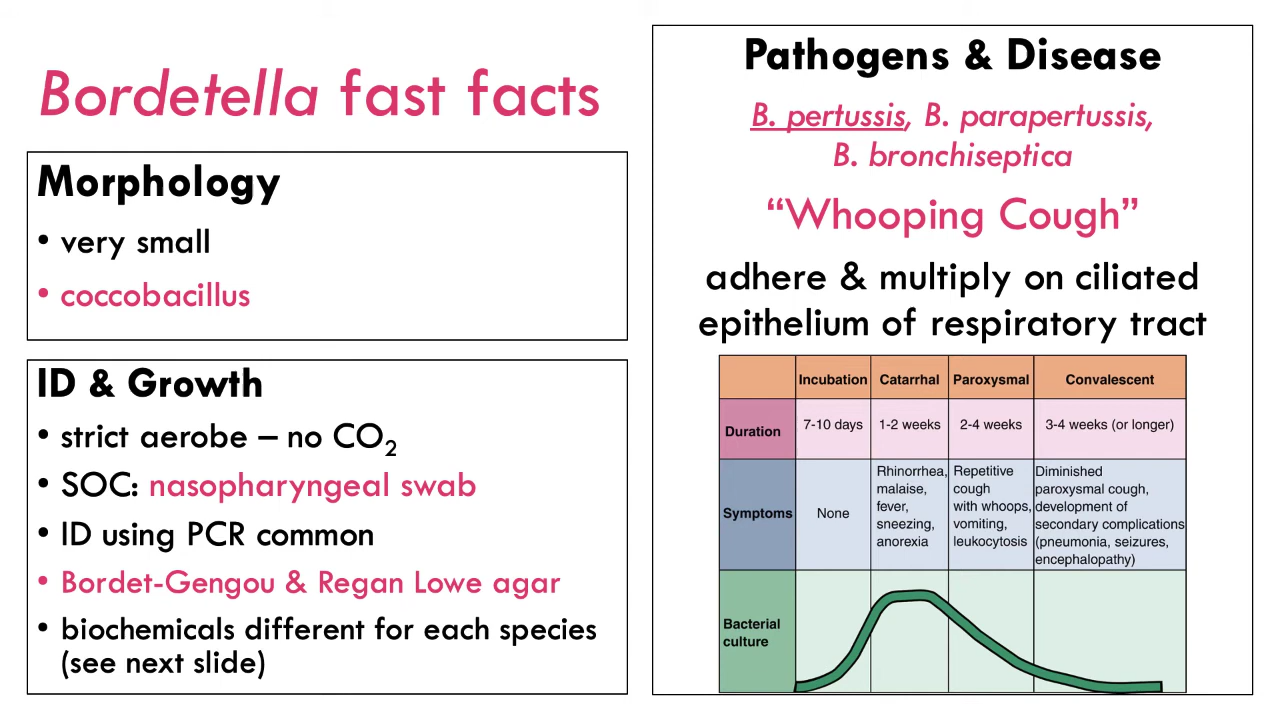 Bordetella fast facts
Morphology
• very small
• coccobacillus
ID & Growth
• strict aerobe – no CO₂
• SOC: nasopharyngeal swab
• ID using PCR common
• Bordet-Gengou & Regan Lowe agar
• biochemicals different for each species
(see next slide)
Pathogens & Disease
B. pertussis, B. parapertussis,
B. bronchiseptica
“Whooping Cough”
adhere & multiply on ciliated
epithelium of respiratory tract
Incubation Catarrhal Paroxysmal Convalescent
Duration 7-10 days 1-2 weeks 2-4 weeks 3-4 weeks (or longer)
Symptoms
None
Rhinorrhea,
malaise,
fever,
sneezing,
anorexia
Repetitive
cough
with whoops,
vomiting,
leukocytosis
Diminished
paroxysmal cough,
development of
secondary complications
(pneumonia, seizures,
encephalopathy)
Bacterial
culture